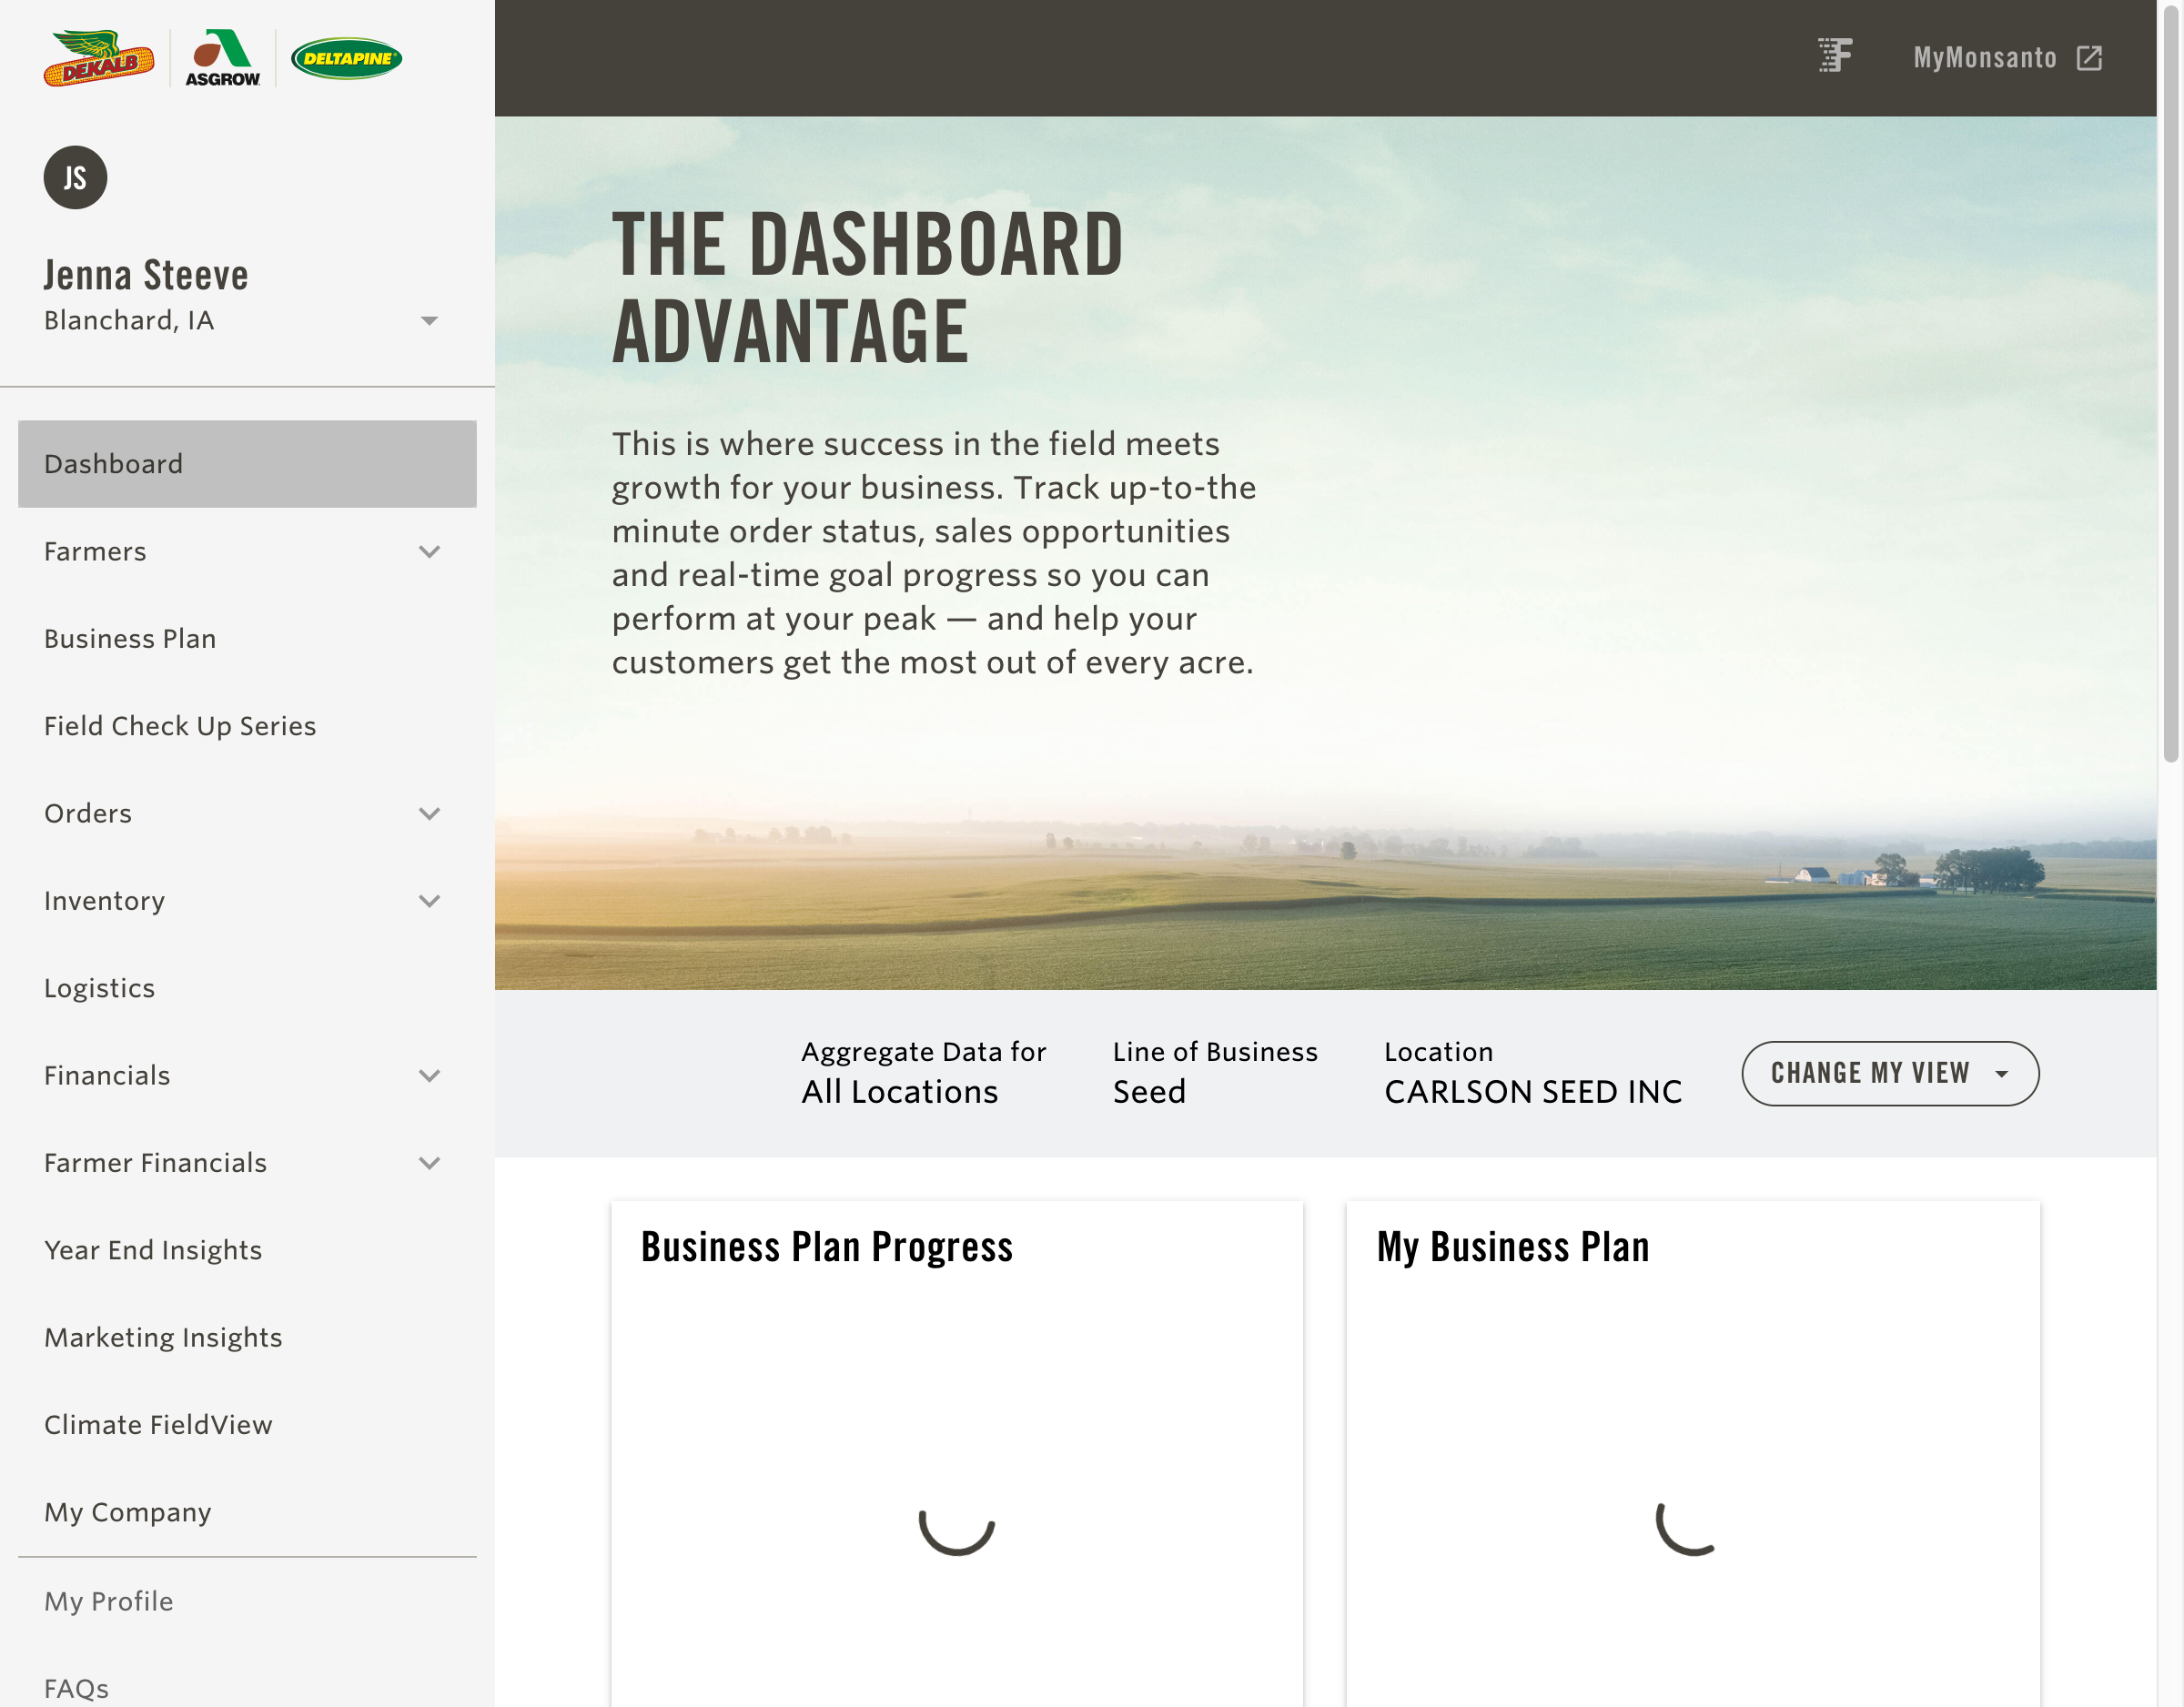 DEKALB
ASGROW
DELTAPINE
JS
Jenna Steeve
Blanchard, IA
Dashboard
Farmers
Business Plan
Field Check Up Series
Orders
Inventory
Logistics
Financials
Farmer Financials
Year End Insights
Marketing Insights
Climate FieldView
My Company
My Profile
FAQs
MyMonsanto
THE DASHBOARD
ADVANTAGE
This is where success in the field meets
growth for your business. Track up-to-the
minute order status, sales opportunities
and real-time goal progress so you can
perform at your peak — and help your
customers get the most out of every acre.
Aggregate Data for
All Locations
Line of Business
Seed
Location
CARLSON SEED INC
CHANGE MY VIEW
Business Plan Progress
My Business Plan